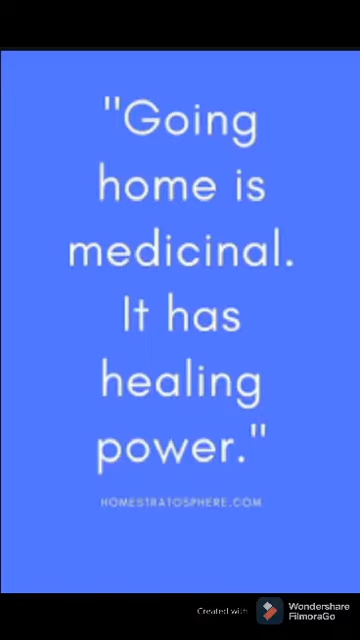 "Going
home is
medicinal.
It has
healing
power."
HOMESTRATOSPHERE.COM
Created with
Wondershare
FilmoraGo